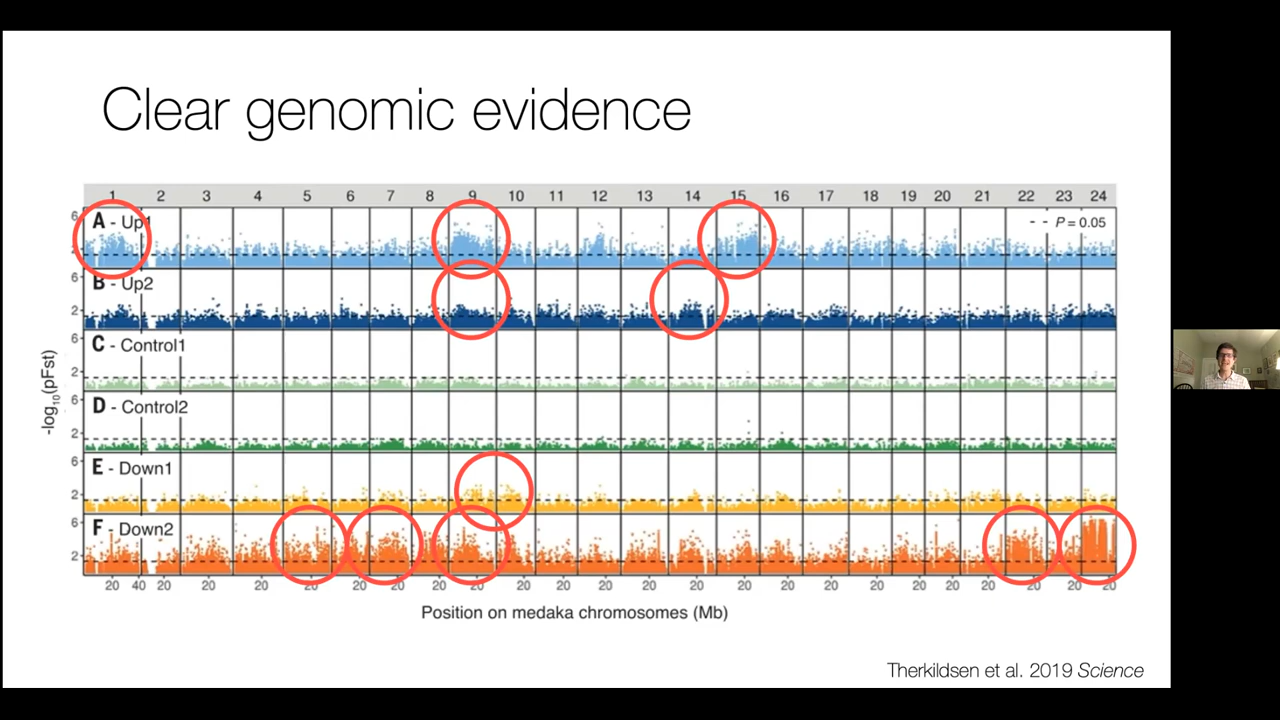 Clear genomic evidence
1 2 3 4 5 6 7 8 9 10 11 12 13 14 15 16 17 18 19 20 21 22 23 24
6 A - Up1 - - P = 0.05
6 B - Up2
2
6 C - Control1
2
6 D - Control2
2
6 E - Down1
2
6 F - Down2
2
-log10(pFst)
20 40 20 20 20 20 20 20 20 20 20 20 20 20 20 20 20 20 20 20 20 20 20 20 20
Position on medaka chromosomes (Mb)
Therkildsen et al. 2019 Science